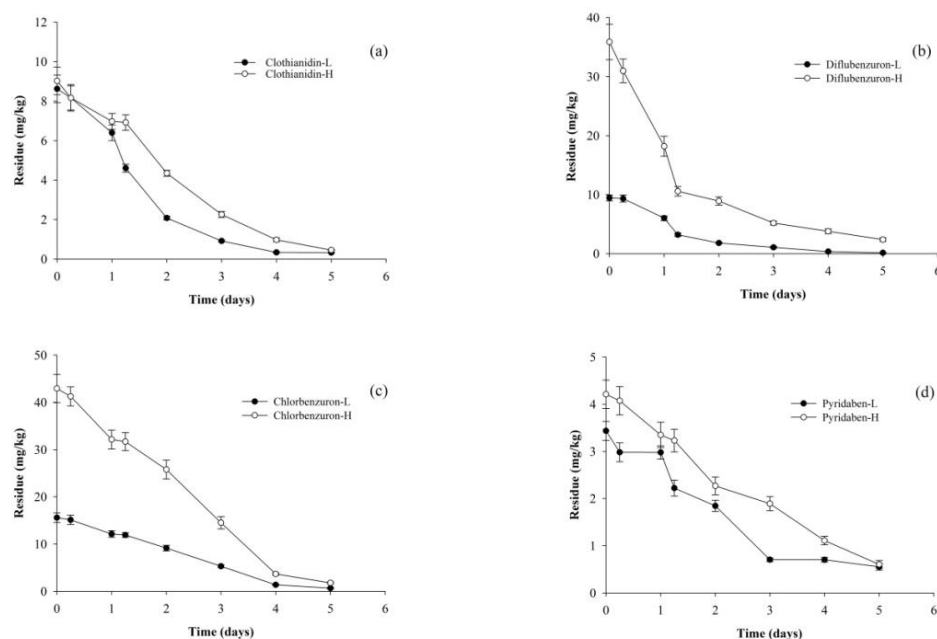 (a)
Clothianidin-L
Clothianidin-H
Residue (mg/kg)
12
10
8
6
4
2
0
0 1 2 3 4 5 6
Time (days)
(b)
Diflubenzuron-L
Diflubenzuron-H
Residue (mg/kg)
40
30
20
10
0
0 1 2 3 4 5 6
Time (days)
(c)
Chlorbenzuron-L
Chlorbenzuron-H
Residue (mg/kg)
50
40
30
20
10
0
0 1 2 3 4 5 6
Time (days)
(d)
Pyridaben-L
Pyridaben-H
Residue (mg/kg)
5
4
3
2
1
0
0 1 2 3 4 5 6
Time (days)